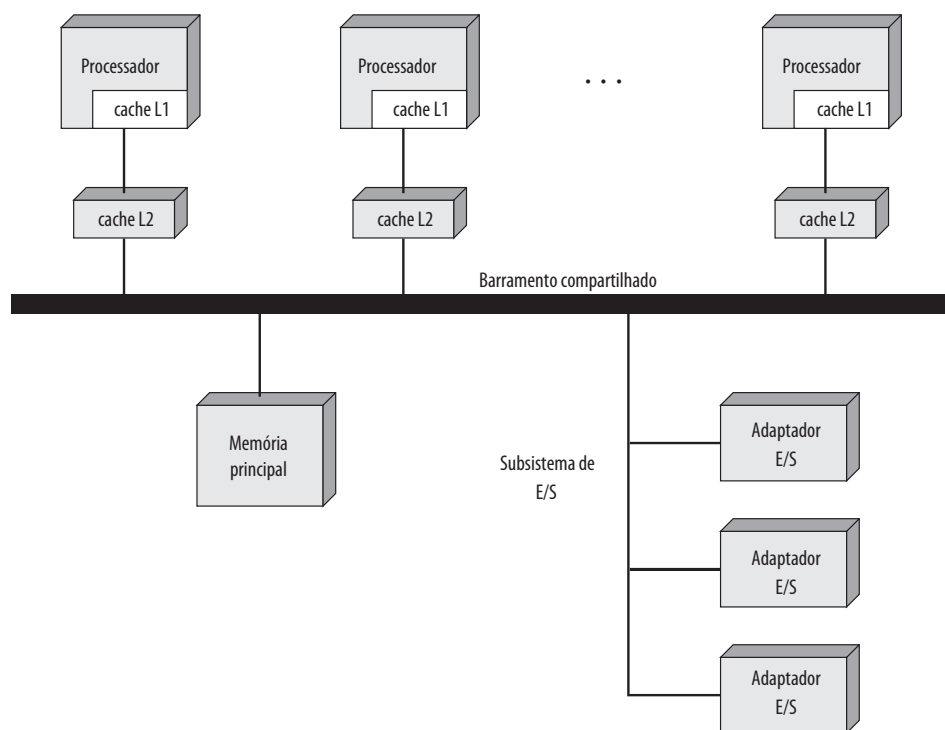 Processador
cache L1
Processador
cache L1
. . .
Processador
cache L1
cache L2
cache L2
cache L2
Barramento compartilhado
Memória
principal
Subsistema de
E/S
Adaptador
E/S
Adaptador
E/S
Adaptador
E/S